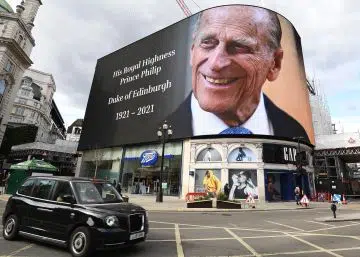 His Royal Highness
Prince Philip
Duke of Edinburgh
1921 - 2021
Boots
GAP